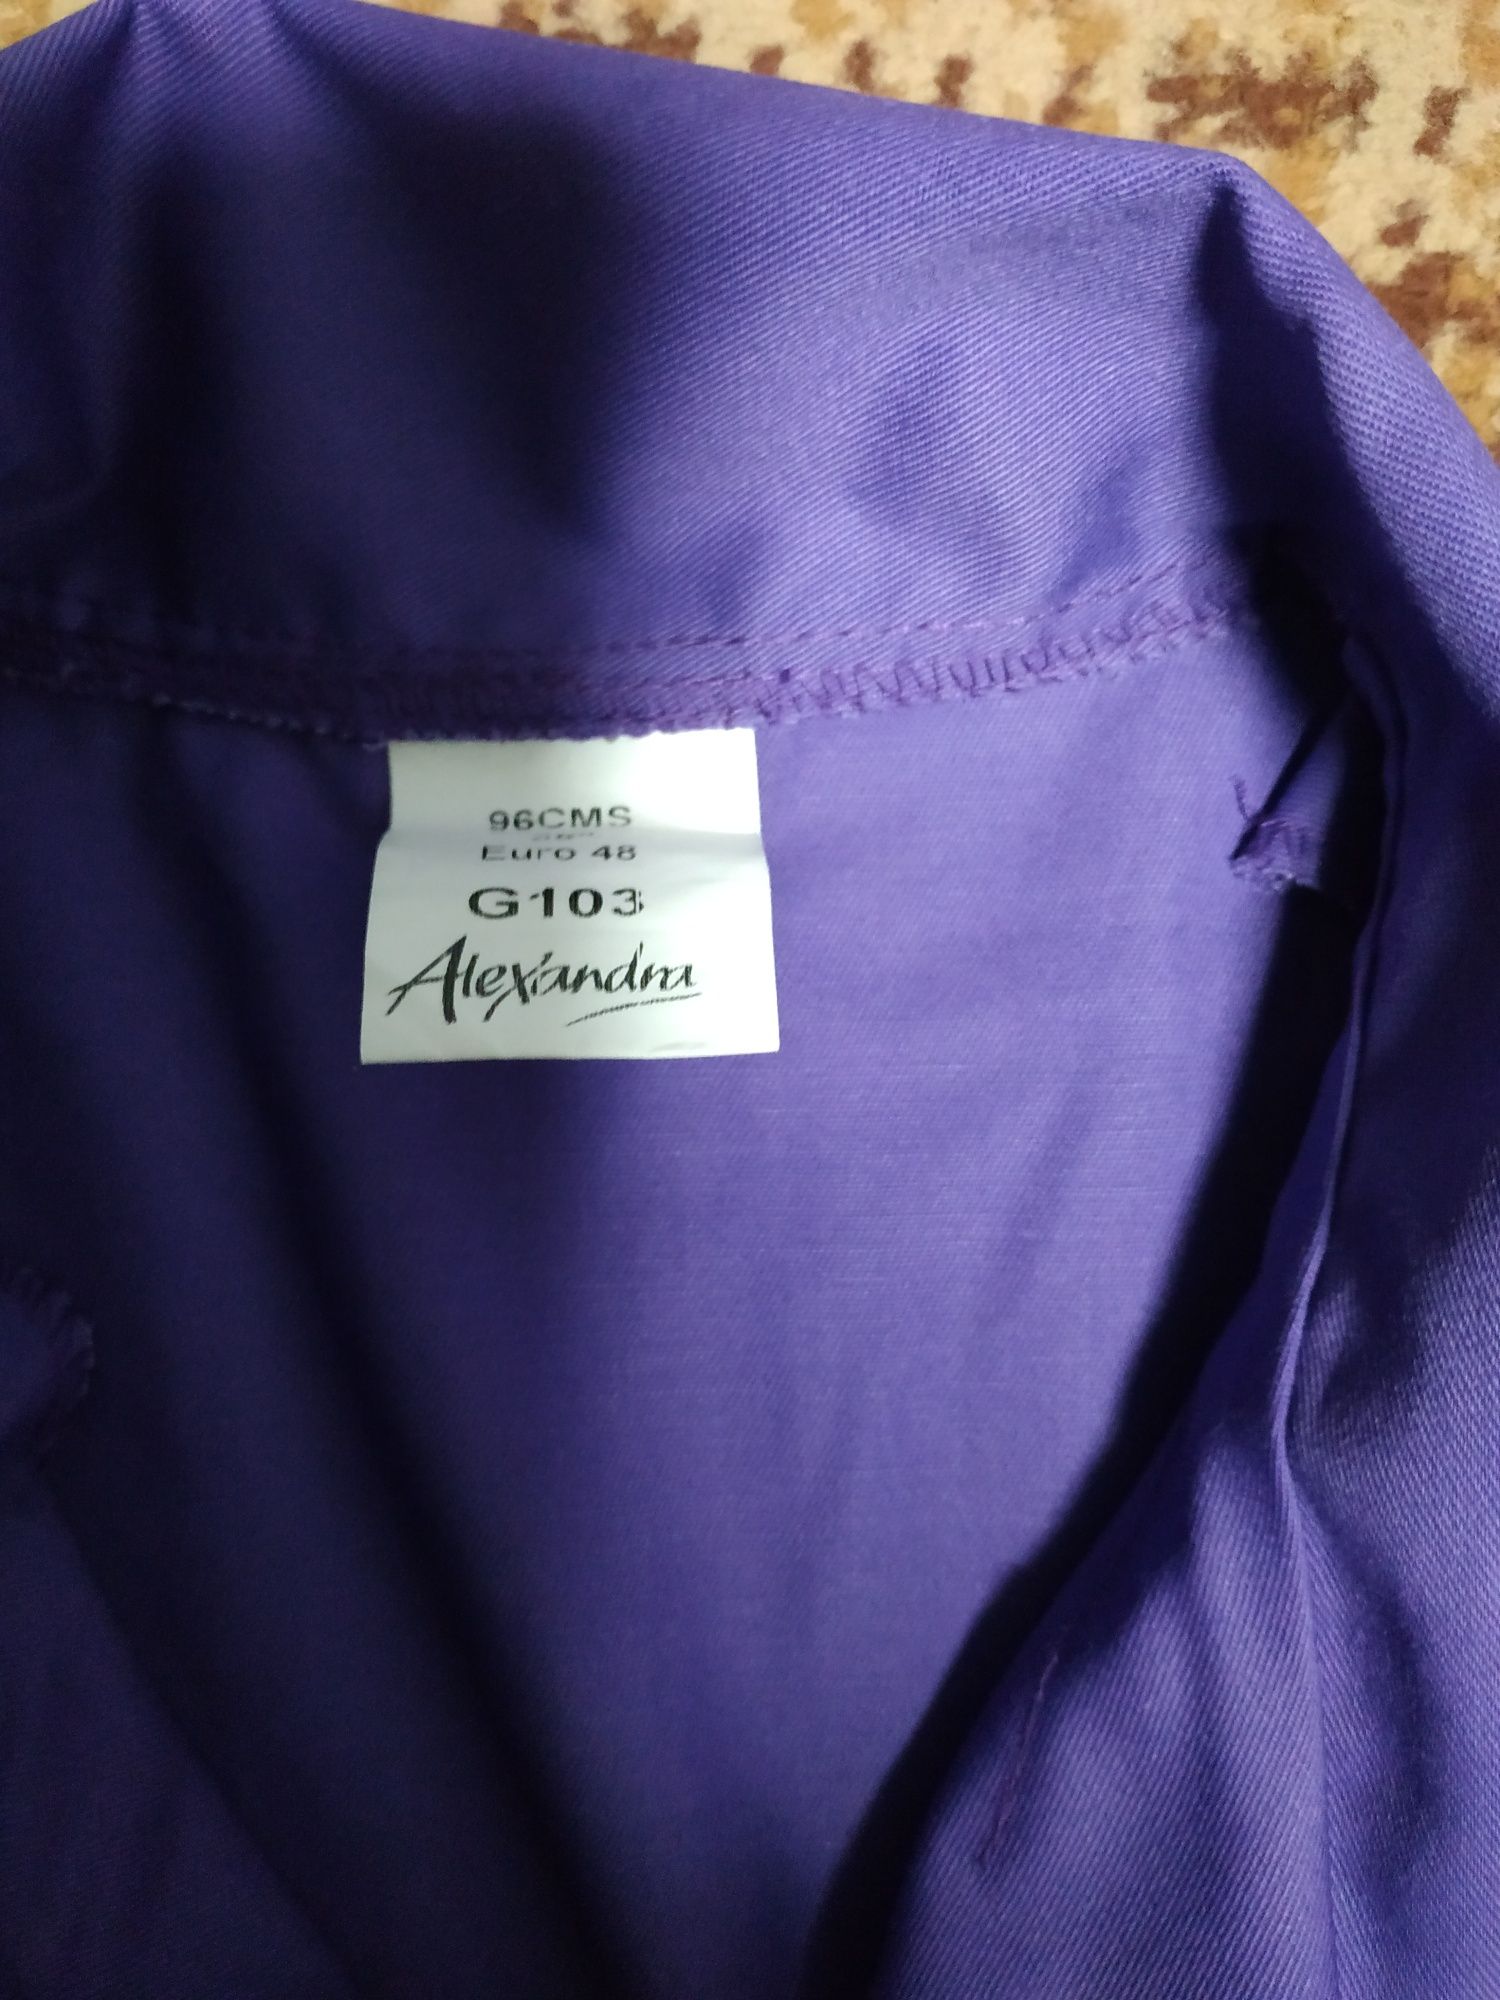 96CMS
Euro 48
G103
Alexandra